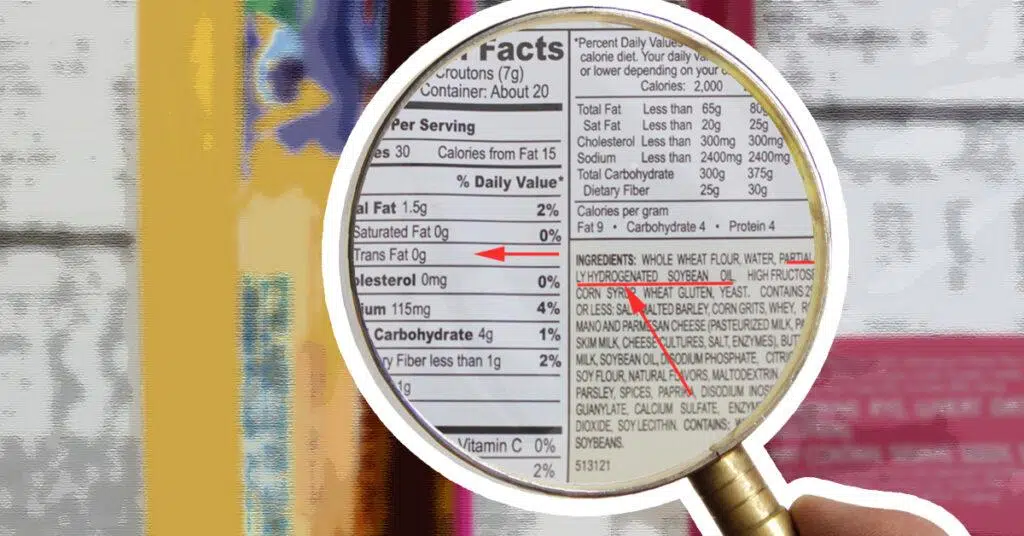 Facts
Croutons (7g)
Container: About 20
Per Serving
es 30 Calories from Fat 15
% Daily Value*
al Fat 1.5g 2%
Saturated Fat 0g 0%
Trans Fat 0g
olesterol 0mg 0%
ium 115mg 4%
Carbohydrate 4g 1%
ry Fiber less than 1g 2%
1g
Vitamin C 0%
2%
*Percent Daily Values
calorie diet. Your daily va
or lower depending on your
Calories: 2,000
Total Fat Less than 65g 80g
Sat Fat Less than 20g 25g
Cholesterol Less than 300mg 300mg
Sodium Less than 2400mg 2400mg
Total Carbohydrate 300g 375g
Dietary Fiber 25g 30g
Calories per gram
Fat 9 • Carbohydrate 4 • Protein 4
INGREDIENTS: WHOLE WHEAT FLOUR, WATER, PARTIAL
LY HYDROGENATED SOYBEAN OIL, HIGH FRUCTOSE
CORN SYRUP, WHEAT GLUTEN, YEAST. CONTAINS 2
OR LESS: SALT, MALTED BARLEY, CORN GRITS, WHEY, R
MANO AND PARMESAN CHEESE (PASTEURIZED MILK, PA
SKIM MILK, CHEESE CULTURES, SALT, ENZYMES), BUT
MILK, SOYBEAN OIL, DISODIUM PHOSPHATE, CITRIC
SOY FLOUR, NATURAL FLAVORS, MALTODEXTRIN
PARSLEY, SPICES, PAPRIKA, DISODIUM INOS
GUANYLATE, CALCIUM SULFATE, ENZYM
DIOXIDE, SOY LECITHIN. CONTAINS: W
SOYBEANS.
513121